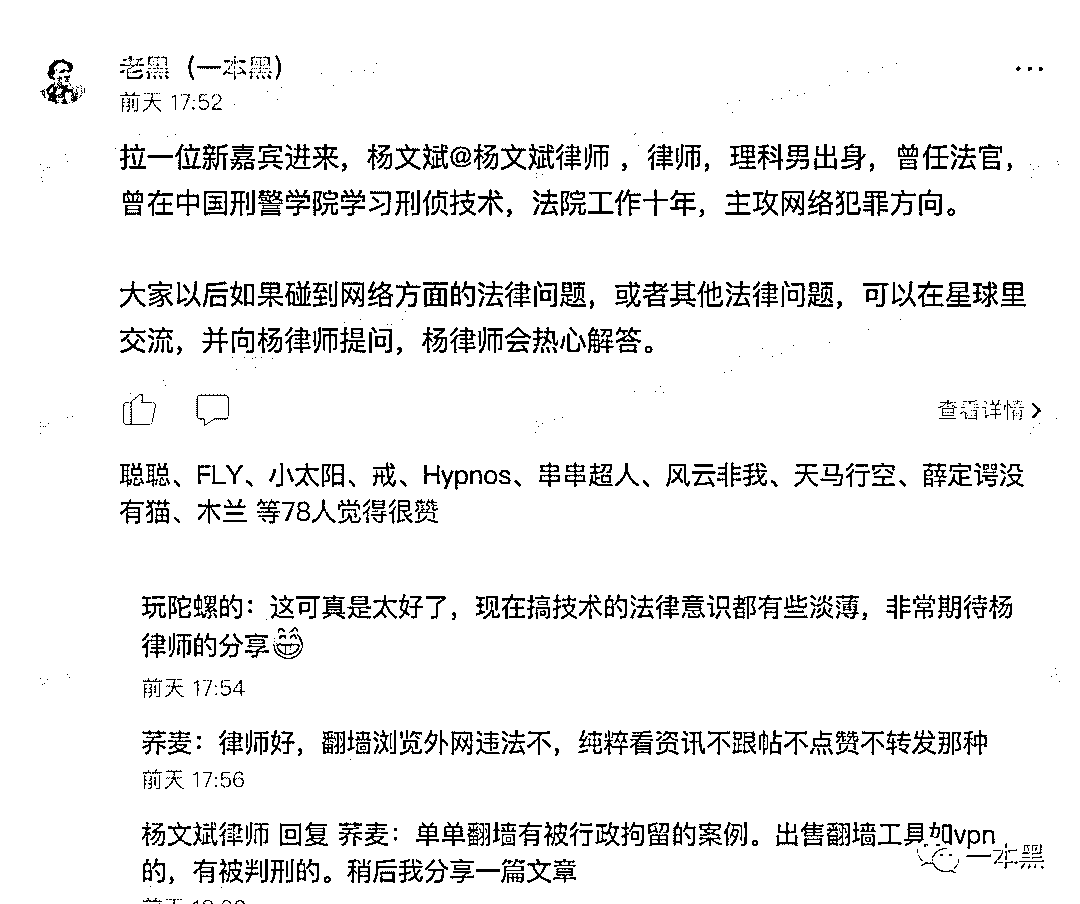 老黑（一本黑）
前天 17:52
拉一位新嘉宾进来，杨文斌@杨文斌律师 ，律师，理科男出身，曾任法官，
曾在中国刑警学院学习刑侦技术，法院工作十年，主攻网络犯罪方向。
大家以后如果碰到网络方面的法律问题，或者其他法律问题，可以在星球里
交流，并向杨律师提问，杨律师会热心解答。
查看详情
聪聪、FLY、小太阳、戒、Hypnos、串串超人、风云非我、天马行空、薛定谔没
有猫、木兰 等78人觉得很赞
玩陀螺的：这可真是太好了，现在搞技术的法律意识都有些淡薄，非常期待杨
律师的分享😁
前天 17:54
荞麦：律师好，翻墙浏览外网违法不，纯粹看资讯不跟帖不点赞不转发那种
前天 17:56
杨文斌律师 回复 荞麦：单单翻墙有被行政拘留的案例。出售翻墙工具如vpn
的，有被判刑的。稍后我分享一篇文章
一本黑